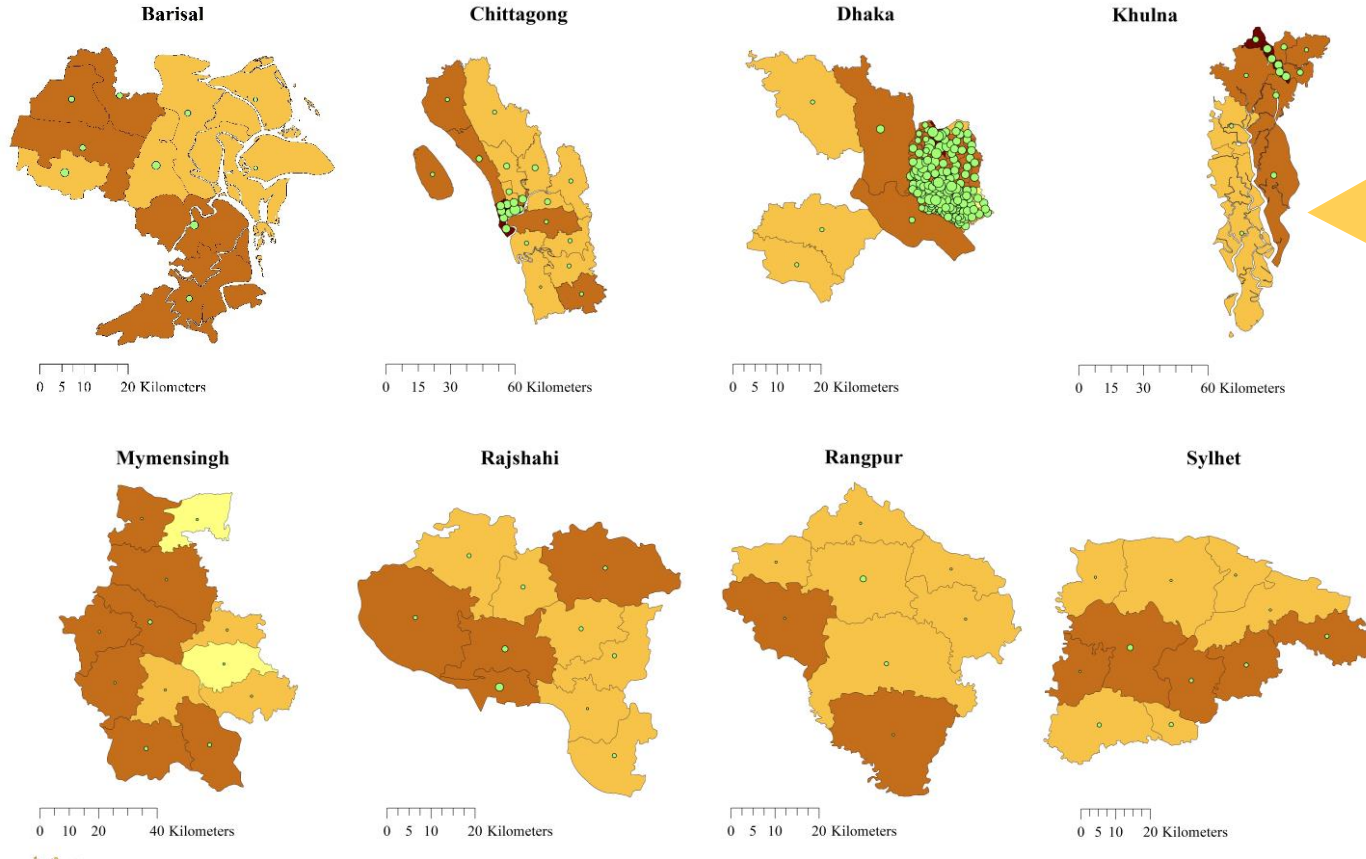 Barisal
Chittagong
Dhaka
Khulna
0 5 10 20 Kilometers
0 15 30 60 Kilometers
0 5 10 20 Kilometers
0 15 30 60 Kilometers
Mymensingh
Rajshahi
Rangpur
Sylhet
0 10 20 40 Kilometers
0 5 10 20 Kilometers
0 5 10 20 Kilometers
0 5 10 20 Kilometers